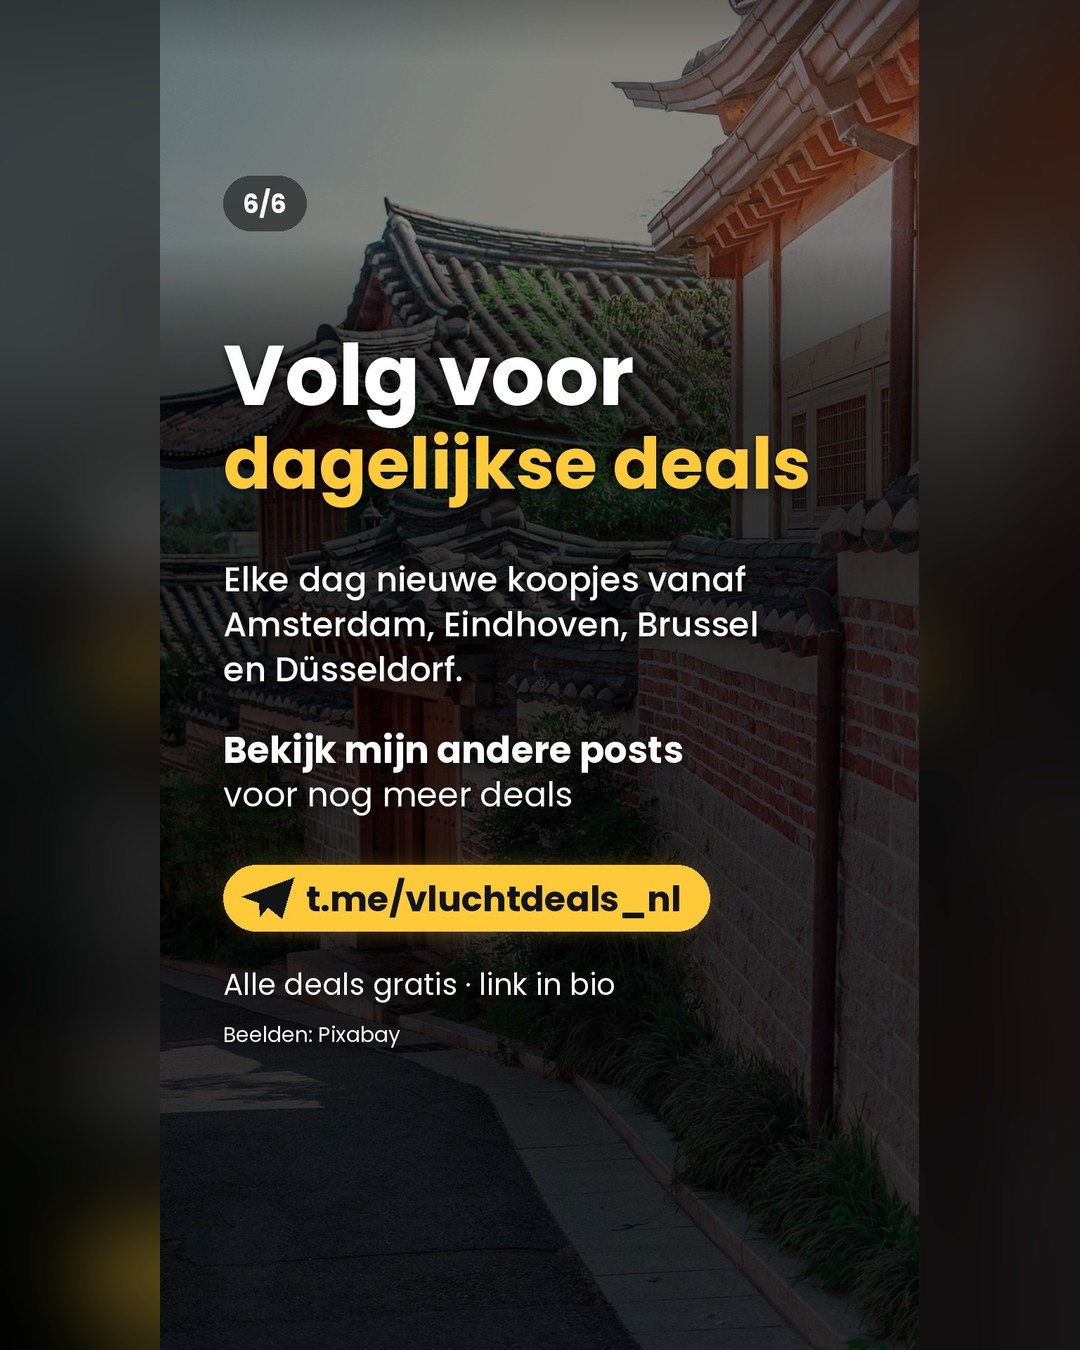 6/6
Volg voor
dagelijkse deals
Elke dag nieuwe koopjes vanaf
Amsterdam, Eindhoven, Brussel
en Düsseldorf.
Bekijk mijn andere posts
voor nog meer deals
t.me/vluchtdeals_nl
Alle deals gratis · link in bio
Beelden: Pixabay